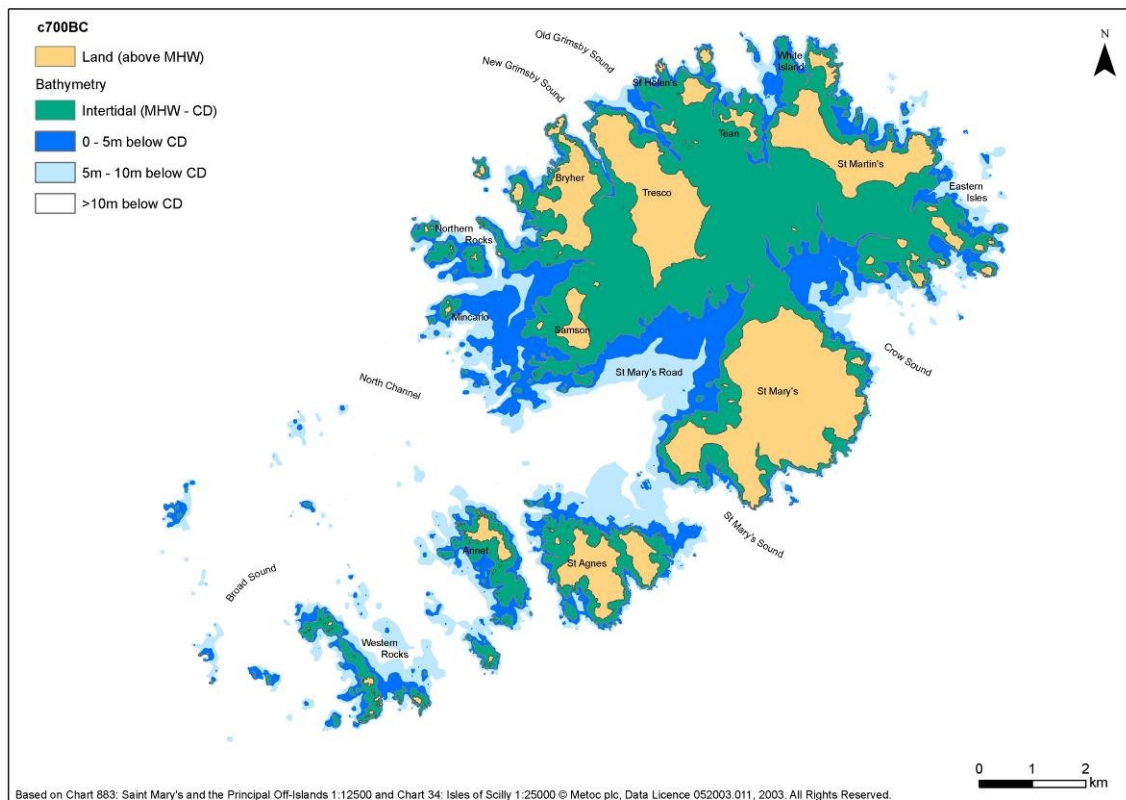 c700BC
Land (above MHW)
Bathymetry
Intertidal (MHW - CD)
0 - 5m below CD
5m - 10m below CD
>10m below CD
N
Old Grimsby Sound
New Grimsby Sound
White
Island
St Helen's
Tean
St Martin's
Bryher
Tresco
Eastern
Isles
Northern
Rocks
Mincarlo
Samson
Crow Sound
St Mary's Road
North Channel
St Mary's
St Mary's Sound
Annet
St Agnes
Broad Sound
Western
Rocks
0 1 2
km
Based on Chart 883: Saint Mary's and the Principal Off-Islands 1:12500 and Chart 34: Isles of Scilly 1:25000 © Metoc plc, Data Licence 052003.011, 2003. All Rights Reserved.